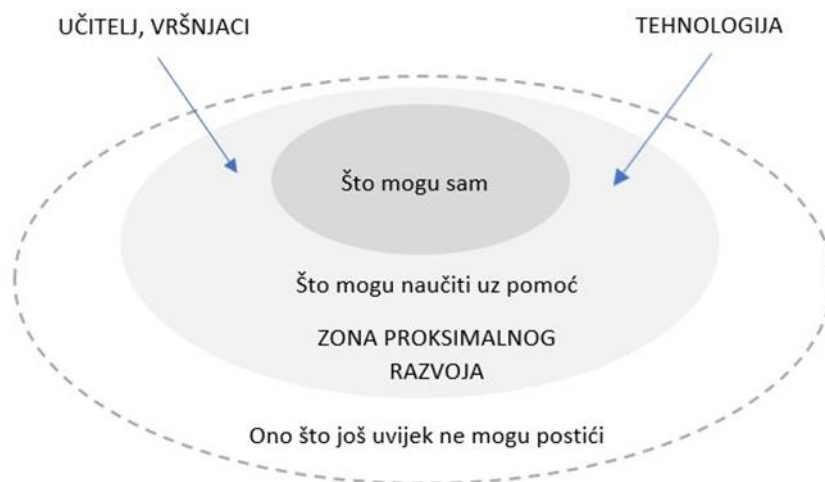 UČITELJ, VRŠNJACI
TEHNOLOGIJA
Što mogu sam
Što mogu naučiti uz pomoć
ZONA PROKSIMALNOG
RAZVOJA
Ono što još uvijek ne mogu postići